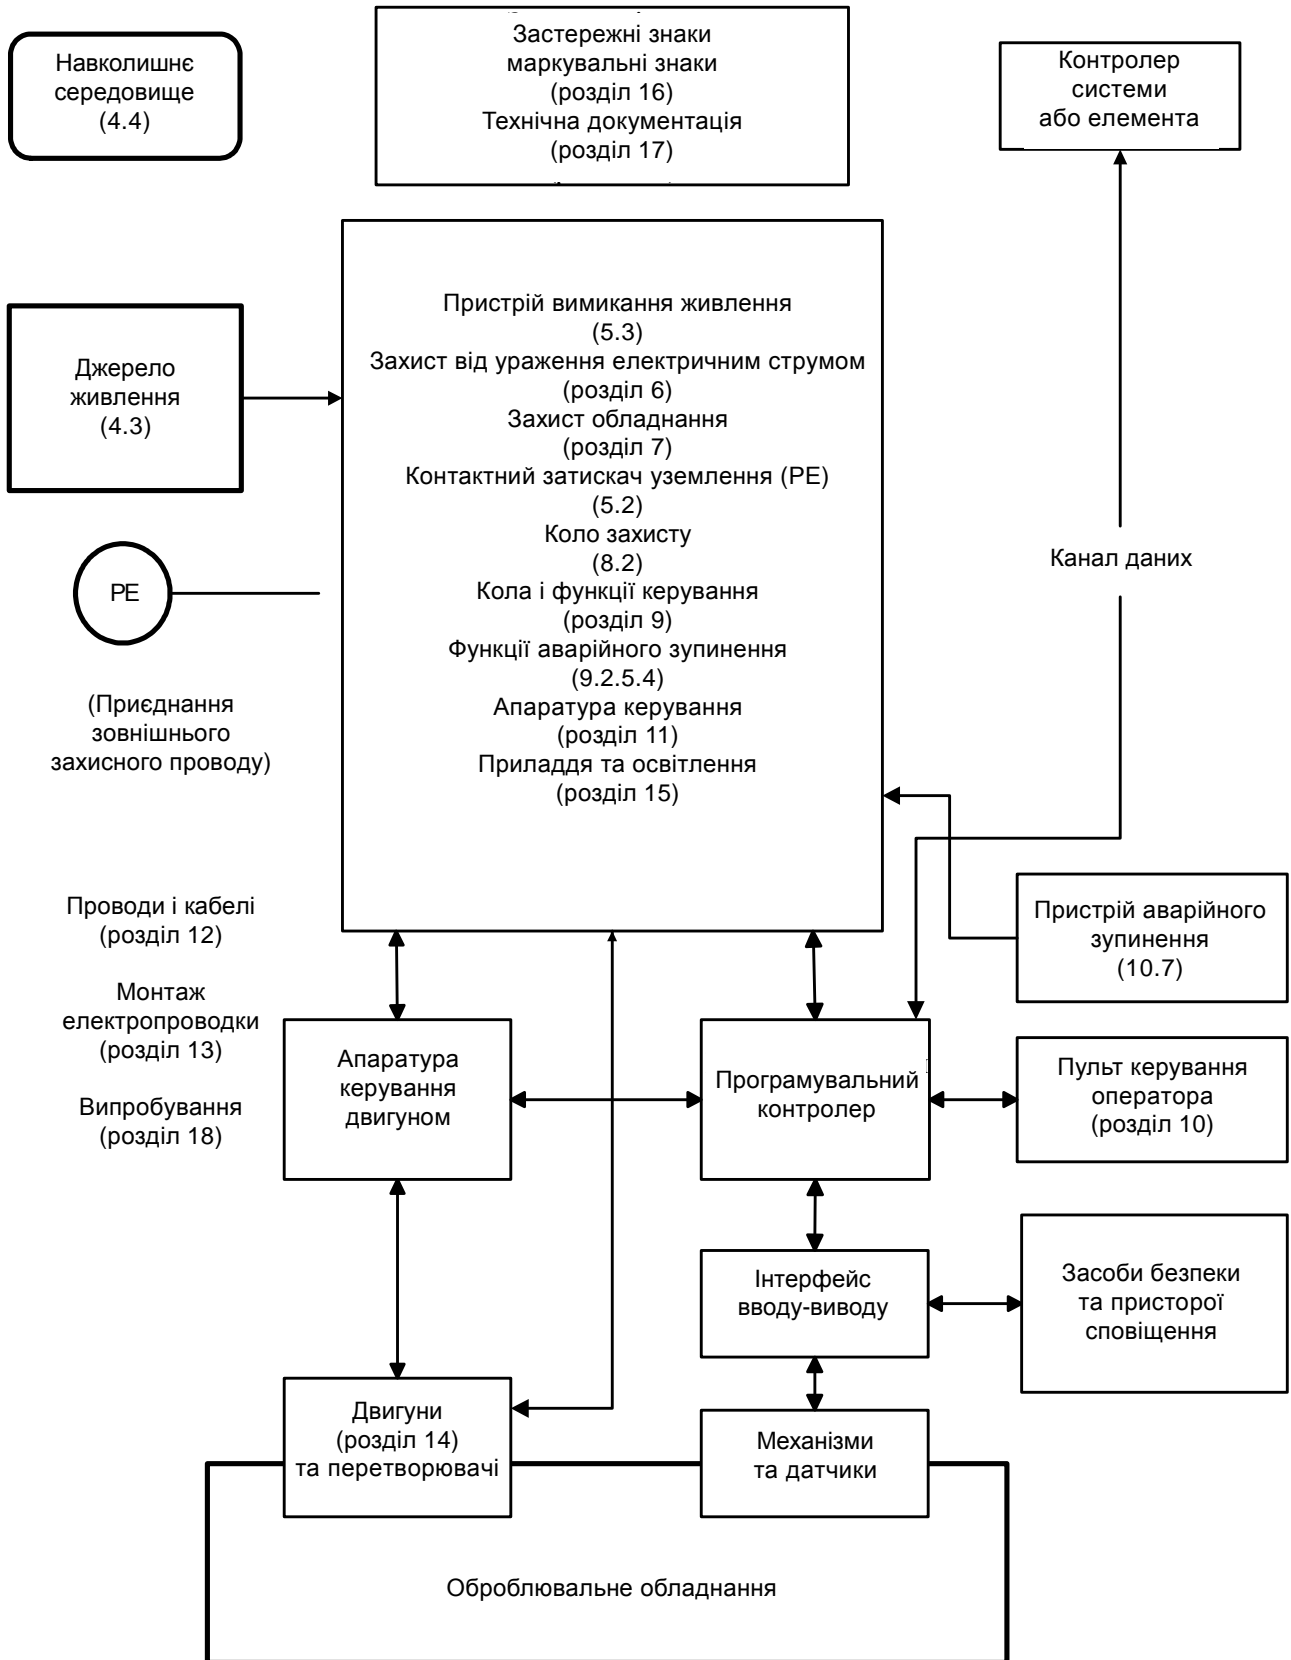 Навколишнє
середовище
(4.4)
Застережні знаки
маркувальні знаки
(розділ 16)
Технічна документація
(розділ 17)
Контролер
системи
або елемента
Джерело
живлення
(4.3)
Пристрій вимикання живлення
(5.3)
Захист від ураження електричним струмом
(розділ 6)
Захист обладнання
(розділ 7)
Контактний затискач уземлення (РЕ)
(5.2)
Коло захисту
(8.2)
Кола і функції керування
(розділ 9)
Функції аварійного зупинення
(9.2.5.4)
Апаратура керування
(розділ 11)
Приладдя та освітлення
(розділ 15)
Канал даних
РЕ
(Приєднання
зовнішнього
захисного проводу)
Проводи і кабелі
(розділ 12)
Монтаж
електропроводки
(розділ 13)
Випробування
(розділ 18)
Пристрій аварійного
зупинення
(10.7)
Апаратура
керування
двигуном
Програмувальний
контролер
Пульт керування
оператора
(розділ 10)
Інтерфейс
вводу-виводу
Засоби безпеки
та присторої
сповіщення
Двигуни
(розділ 14)
та перетворювачі
Механізми
та датчики
Оброблювальне обладнання